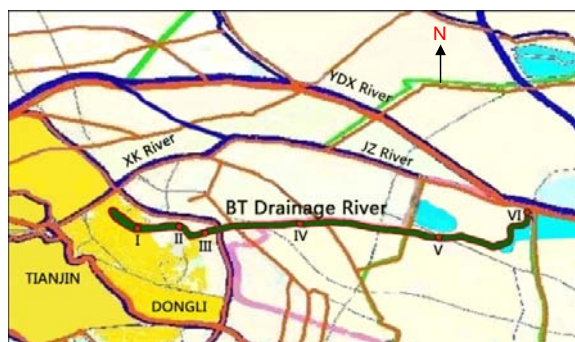 N
YDX River
XK River
JZ River
BT Drainage River
VI
I
II
III
IV
V
TIANJIN
DONGLI